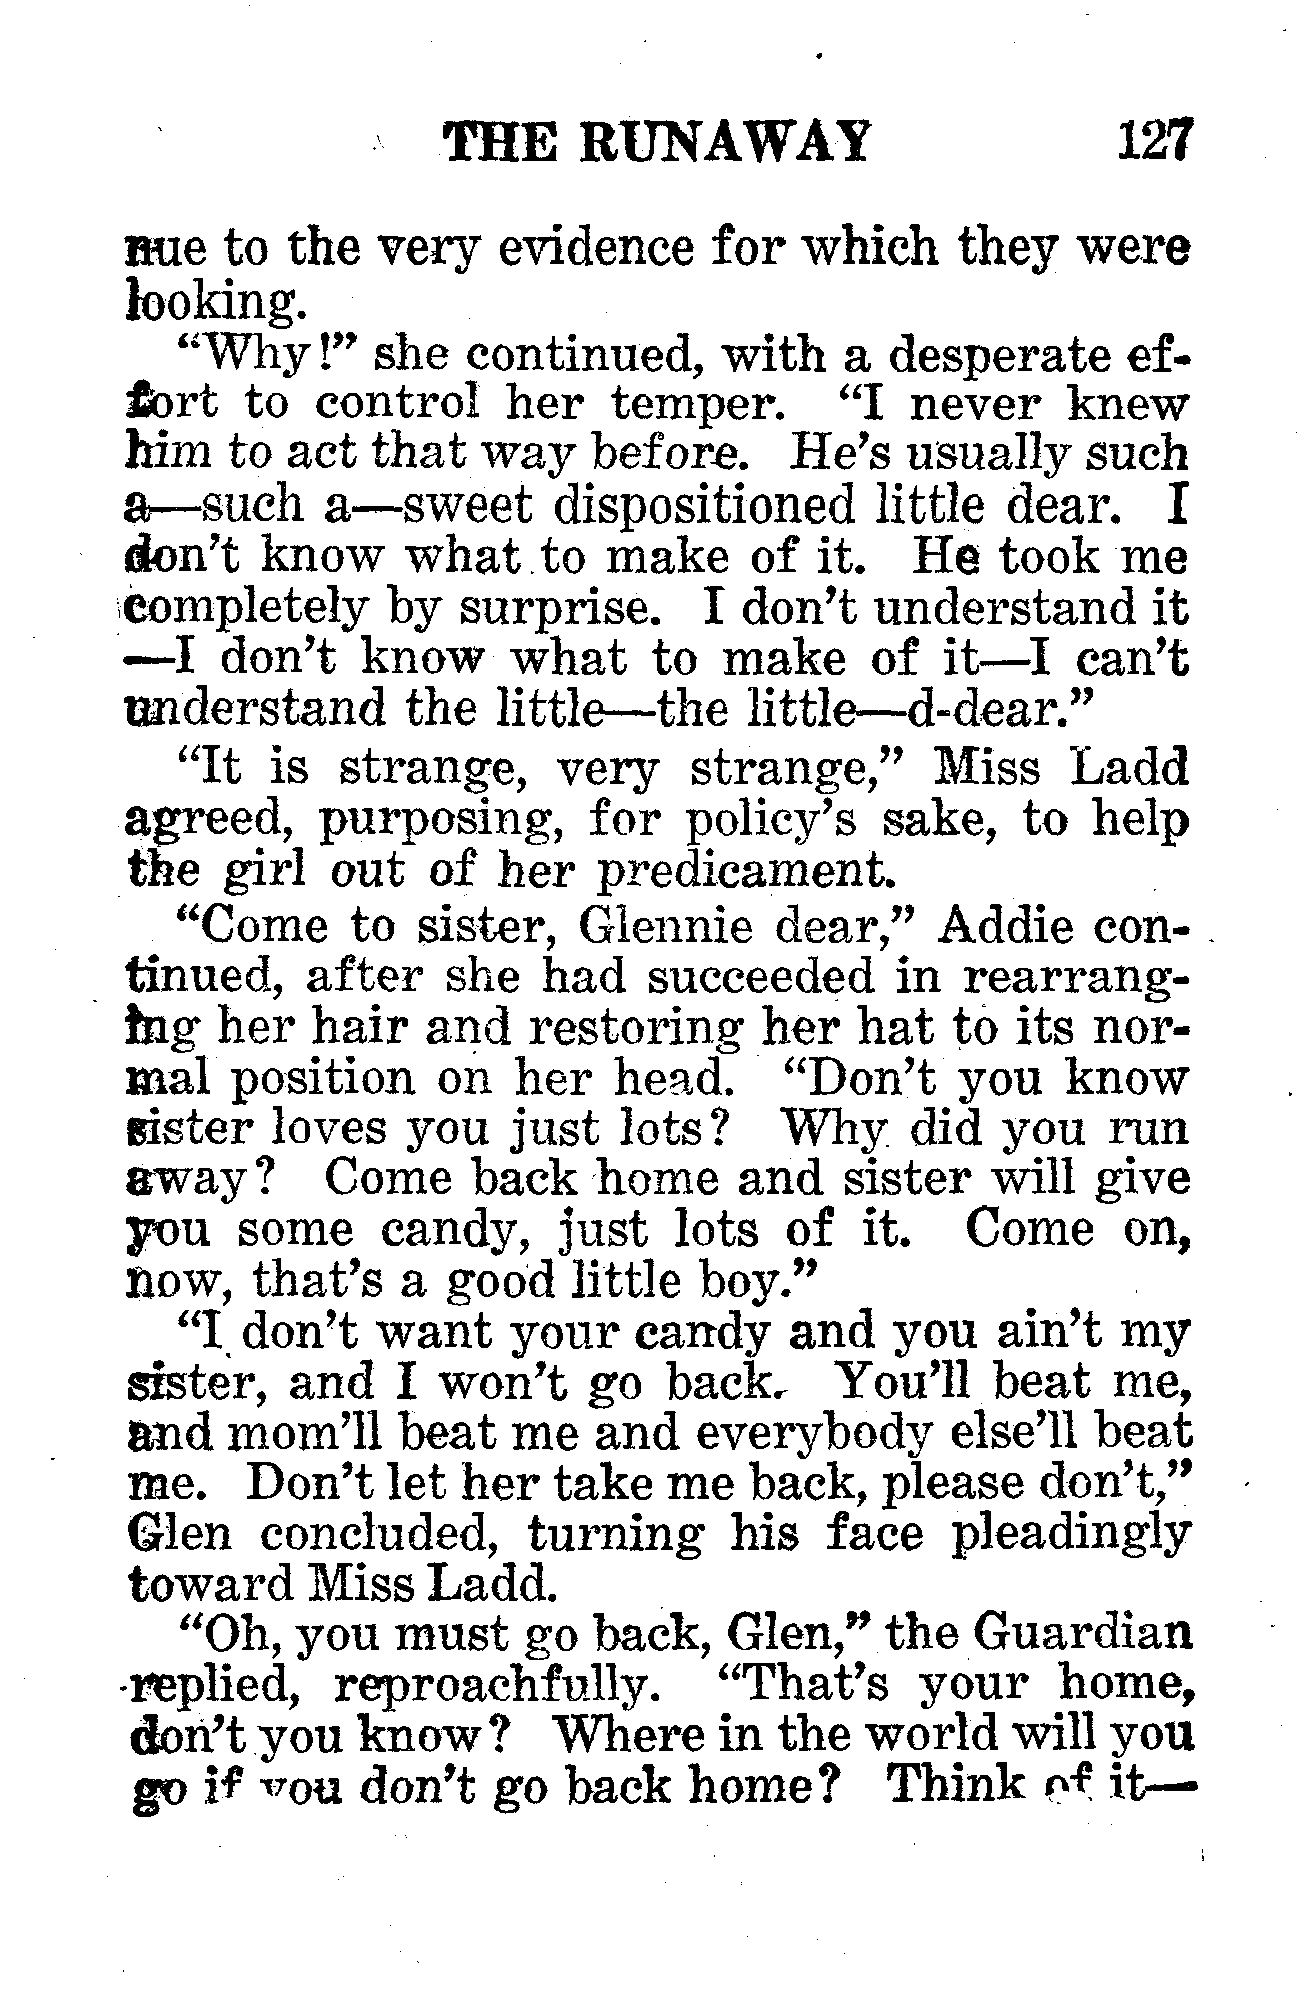 THE RUNAWAY 127
nue to the very evidence for which they were
looking.
“Why!” she continued, with a desperate ef-
fort to control her temper. “I never knew
him to act that way before. He’s usually such
a—such a—sweet dispositioned little dear. I
don’t know what to make of it. He took me
completely by surprise. I don’t understand it
—I don’t know what to make of it—I can’t
understand the little—the little—d-dear.”
“It is strange, very strange,” Miss Ladd
agreed, purposing, for policy’s sake, to help
the girl out of her predicament.
“Come to sister, Glennie dear,” Addie con-
tinued, after she had succeeded in rearrang-
ing her hair and restoring her hat to its nor-
mal position on her head. “Don’t you know
sister loves you just lots? Why did you run
away? Come back home and sister will give
you some candy, just lots of it. Come on,
now, that’s a good little boy.”
“I don’t want your candy and you ain’t my
sister, and I won’t go back. You’ll beat me,
and mom’ll beat me and everybody else’ll beat
me. Don’t let her take me back, please don’t,”
Glen concluded, turning his face pleadingly
toward Miss Ladd.
“Oh, you must go back, Glen,” the Guardian
replied, reproachfully. “That’s your home,
don’t you know? Where in the world will you
go if you don’t go back home? Think of it—